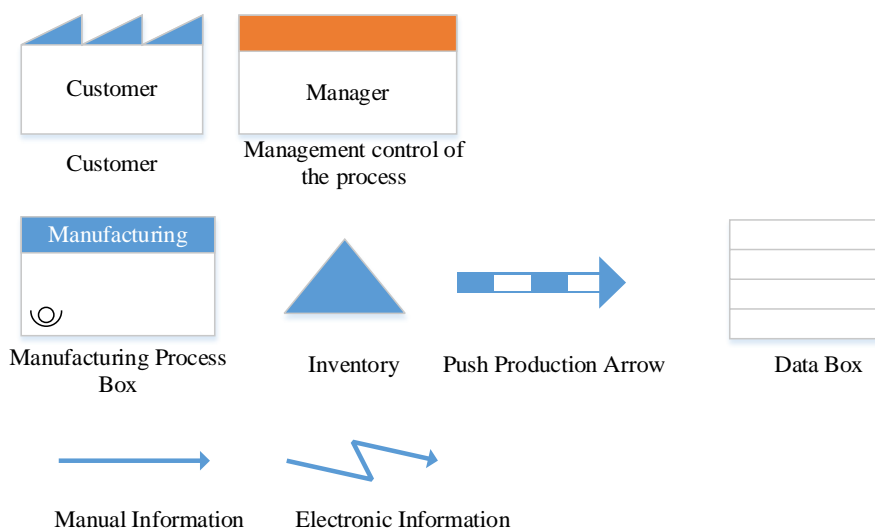 Customer
Manager
Customer
Management control of
the process
Manufacturing
Manufacturing Process
Box
Inventory
Push Production Arrow
Data Box
Manual Information
Electronic Information